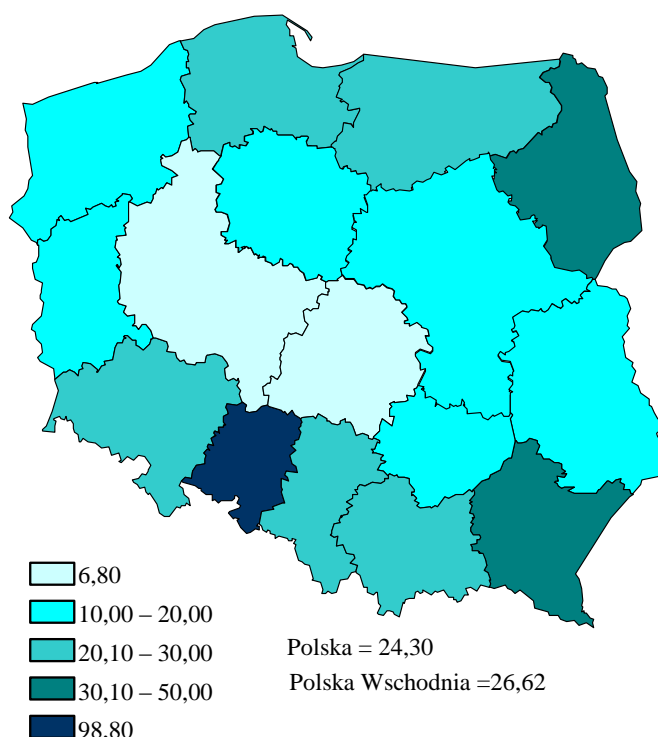 6,80
10,00 – 20,00
20,10 – 30,00
30,10 – 50,00
98,80
Polska = 24,30
Polska Wschodnia =26,62